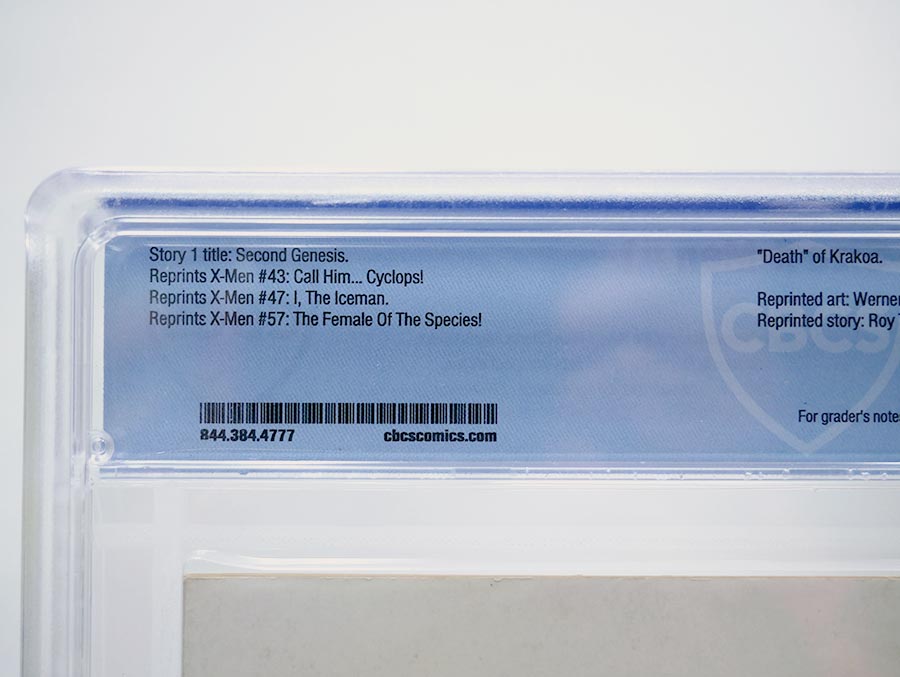 Story 1 title: Second Genesis.
Reprints X-Men #43: Call Him... Cyclops!
Reprints X-Men #47: I, The Iceman.
Reprints X-Men #57: The Female Of The Species!
844.384.4777 cbcscomics.com
"Death" of Krakoa.
Reprinted art: Werner
Reprinted story: Roy
CBCS
For grader's notes